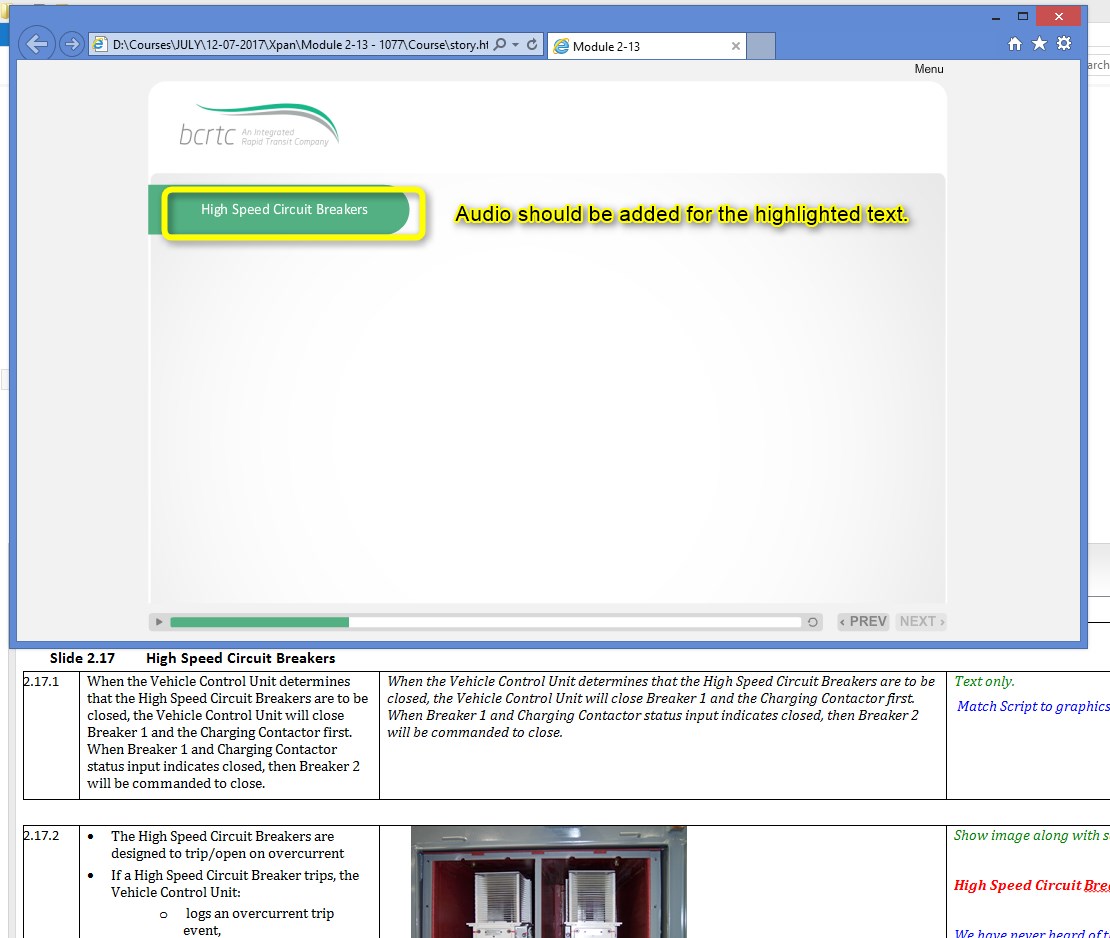 D:\Courses\JULY\12-07-2017\Xpan\Module 2-13 - 1077\Course\story.ht
Module 2-13
arch
Menu
bcrtc An Integrated
Rapid Transit Company
High Speed Circuit Breakers
Audio should be added for the highlighted text.
‹ PREV
NEXT ›
Slide 2.17 High Speed Circuit Breakers
2.17.1
When the Vehicle Control Unit determines
that the High Speed Circuit Breakers are to be
closed, the Vehicle Control Unit will close
Breaker 1 and the Charging Contactor first.
When Breaker 1 and Charging Contactor
status input indicates closed, then Breaker 2
will be commanded to close.
When the Vehicle Control Unit determines that the High Speed Circuit Breakers are to be
closed, the Vehicle Control Unit will close Breaker 1 and the Charging Contactor first.
When Breaker 1 and Charging Contactor status input indicates closed, then Breaker 2
will be commanded to close.
Text only.
Match Script to graphics
2.17.2
• The High Speed Circuit Breakers are
designed to trip/open on overcurrent
• If a High Speed Circuit Breaker trips, the
Vehicle Control Unit:
o logs an overcurrent trip
event,
Show image along with s
High Speed Circuit Brea
We have never heard of t